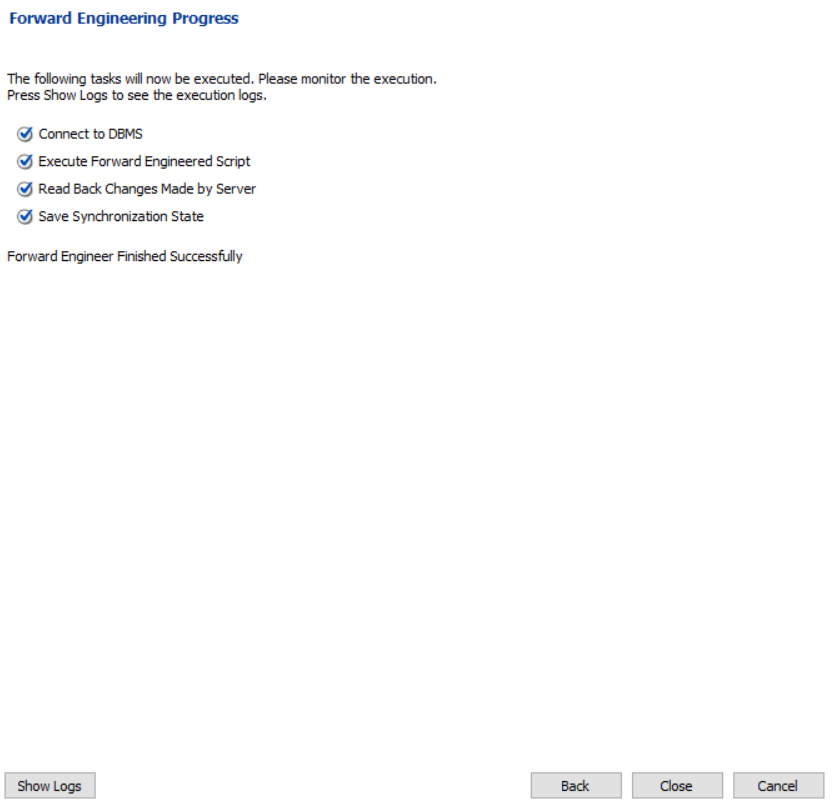 Forward Engineering Progress
The following tasks will now be executed. Please monitor the execution.
Press Show Logs to see the execution logs.
Connect to DBMS
Execute Forward Engineered Script
Read Back Changes Made by Server
Save Synchronization State
Forward Engineer Finished Successfully
Show Logs Back Close Cancel